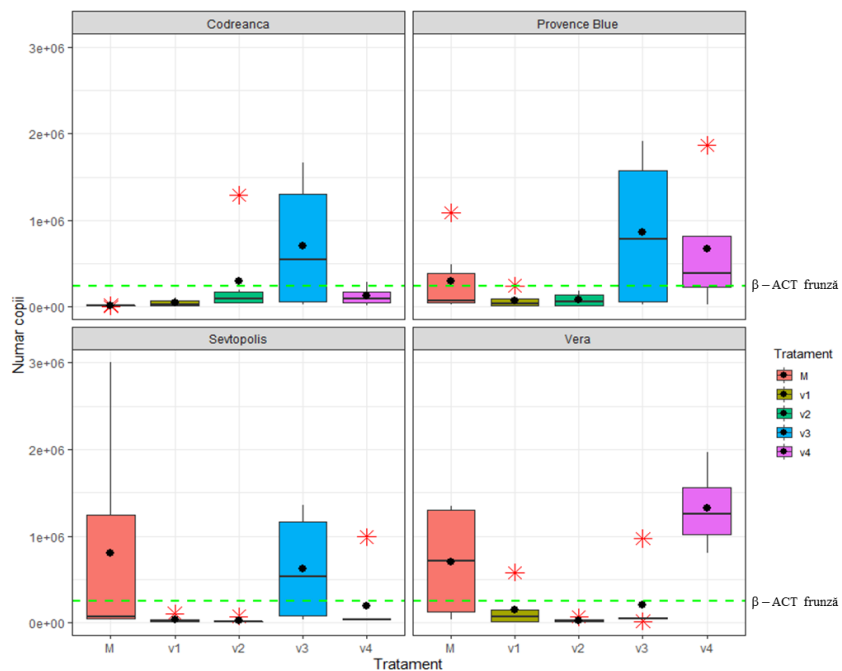 Codreanca
Provence Blue
3e+06
2e+06
1e+06
0e+00
β−ACT frunză
Numar copii
Sevtopolis
Vera
3e+06
2e+06
1e+06
0e+00
β−ACT frunză
M v1 v2 v3 v4
M v1 v2 v3 v4
Tratament
Tratament
M
v1
v2
v3
v4